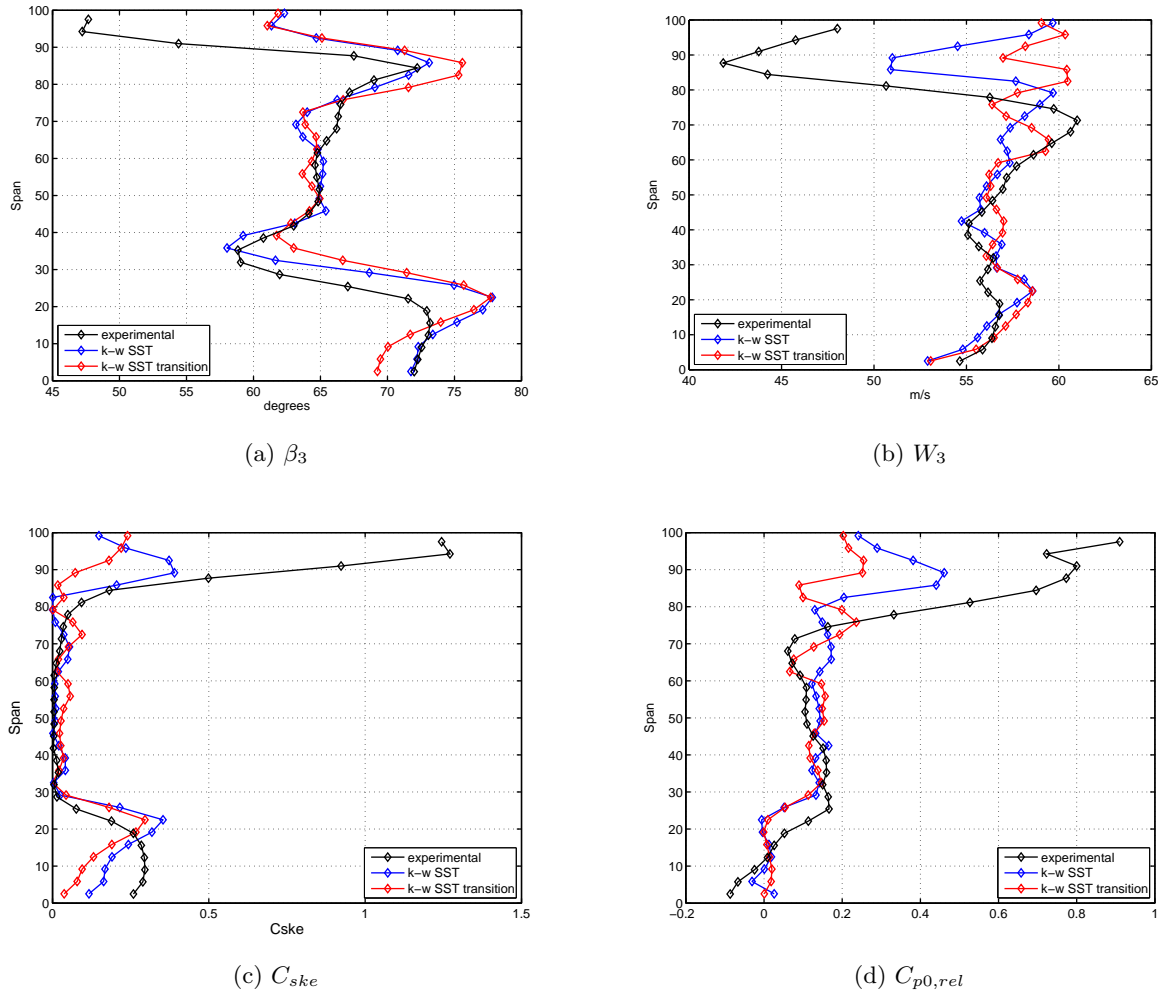 100
90
80
70
60
50
40
30
20
10
0
Span
45 50 55 60 65 70 75 80
degrees
experimental
k−w SST
k−w SST transition
(a) β3
100
90
80
70
60
50
40
30
20
10
0
Span
40 45 50 55 60 65
m/s
experimental
k−w SST
k−w SST transition
(b) W3
100
90
80
70
60
50
40
30
20
10
0
Span
0 0.5 1 1.5
Cske
experimental
k−w SST
k−w SST transition
(c) Cske
100
90
80
70
60
50
40
30
20
10
0
Span
−0.2 0 0.2 0.4 0.6 0.8 1
experimental
k−w SST
k−w SST transition
(d) Cp0,rel